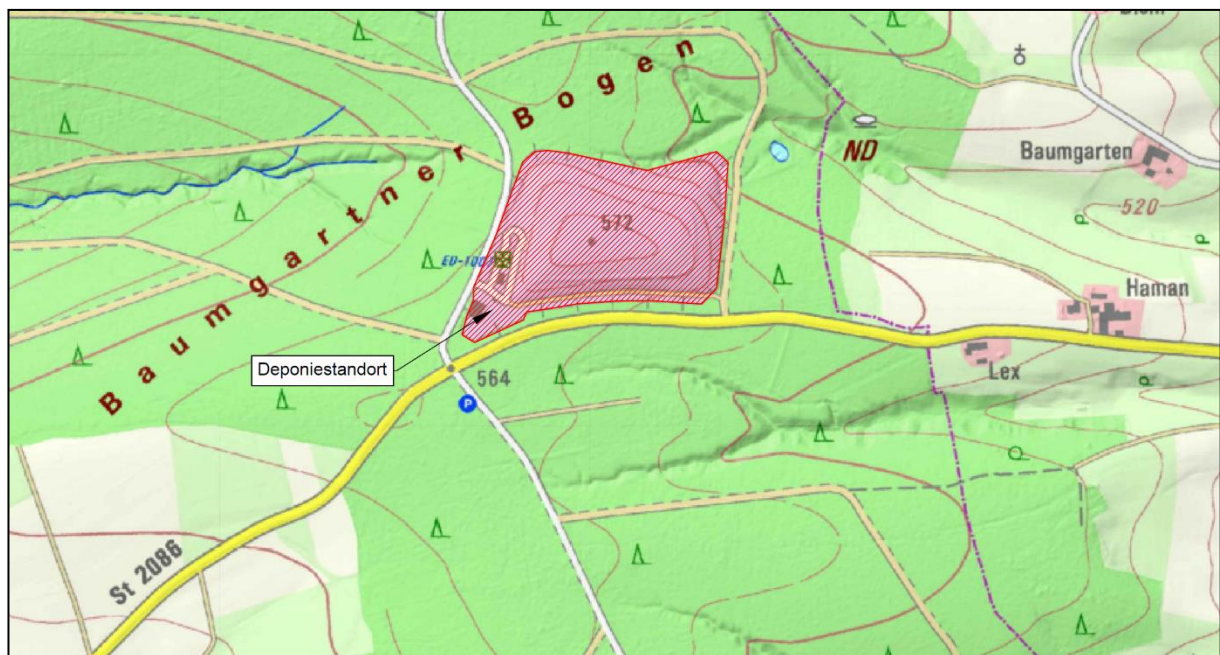 Baumgartner Bogen
ND
Baumgarten
520
572
Haman
Deponiestandort
564
Lex
P
St 2086